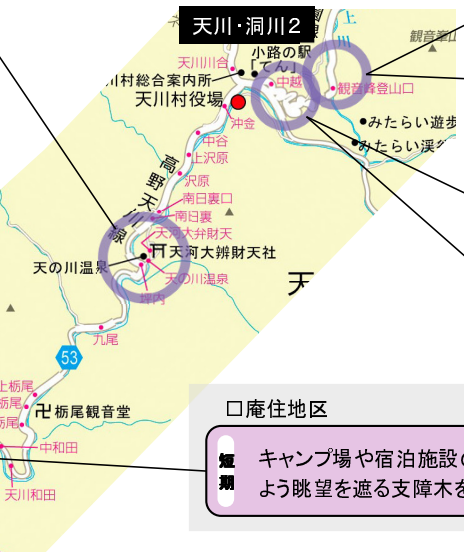 天川・洞川2
上
川
観音峯山
小路の駅
「てん」
天川川合
川村総合案内所
中越
観音峰登山口
天川村役場
沖金
みたらい遊歩
みたらい渓谷
中谷
上沢原
高野天川線
沢原
南日裏口
南日裏
天河大弁財天
天河大辨財天社
天の川温泉
天の川温泉
坪内
天
九尾
53
上栃尾
栃尾
栃尾観音堂
尾
中和田
天川和田
□庵住地区
短期
キャンプ場や宿泊施設の
よう眺望を遮る支障木を